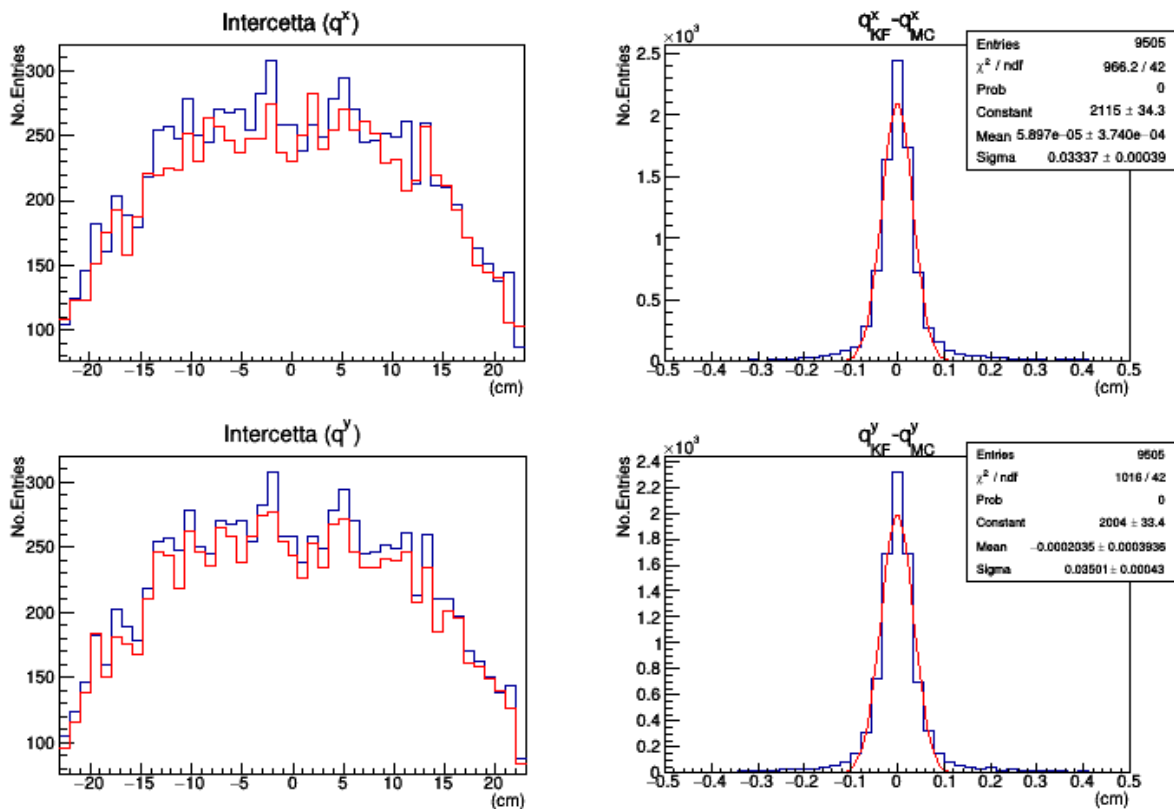 Intercetta (q^x)
No.Entries
300
250
200
150
100
−20 −15 −10 −5 0 5 10 15 20
(cm)
q^x_KF -q^x_MC
×10³
2.5
2
1.5
1
0.5
0
−0.5 −0.4 −0.3 −0.2 −0.1 0 0.1 0.2 0.3 0.4 0.5
(cm)
No.Entries
Entries 9505
χ² / ndf 966.2 / 42
Prob 0
Constant 2115 ± 34.3
Mean 5.897e−05 ± 3.740e−04
Sigma 0.03337 ± 0.00039
Intercetta (q^y)
No.Entries
300
250
200
150
100
−20 −15 −10 −5 0 5 10 15 20
(cm)
q^y_KF -q^y_MC
×10³
2.4
2.2
2
1.8
1.6
1.4
1.2
1
0.8
0.6
0.4
0.2
0
−0.5 −0.4 −0.3 −0.2 −0.1 0 0.1 0.2 0.3 0.4 0.5
(cm)
No.Entries
Entries 9505
χ² / ndf 1016 / 42
Prob 0
Constant 2004 ± 33.4
Mean −0.0002035 ± 0.0003936
Sigma 0.03501 ± 0.00043